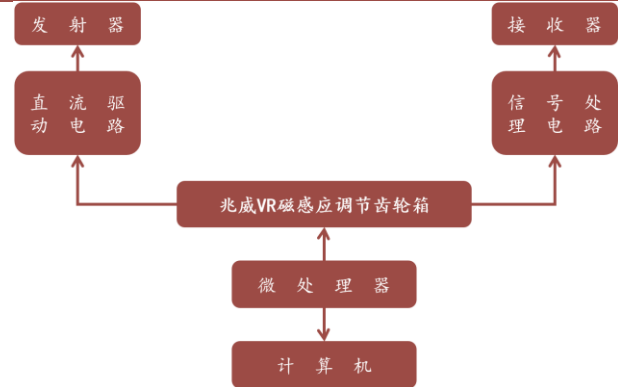 发射器
接收器
直流驱
动电路
信号处
理电路
兆威VR磁感应调节齿轮箱
微处理器
计算机